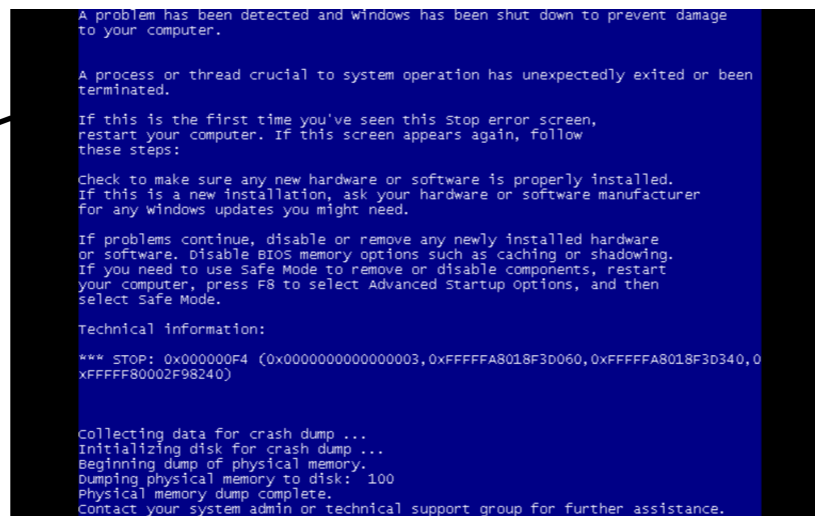 A problem has been detected and Windows has been shut down to prevent damage
to your computer.
A process or thread crucial to system operation has unexpectedly exited or been
terminated.
If this is the first time you've seen this Stop error screen,
restart your computer. If this screen appears again, follow
these steps:
Check to make sure any new hardware or software is properly installed.
If this is a new installation, ask your hardware or software manufacturer
for any Windows updates you might need.
If problems continue, disable or remove any newly installed hardware
or software. Disable BIOS memory options such as caching or shadowing.
If you need to use Safe Mode to remove or disable components, restart
your computer, press F8 to select Advanced Startup Options, and then
select Safe Mode.
Technical information:
*** STOP: 0x000000F4 (0x0000000000000003,0xFFFFFA8018F3D060,0xFFFFFA8018F3D340,0
xFFFFF80002F98240)
Collecting data for crash dump ...
Initializing disk for crash dump ...
Beginning dump of physical memory.
Dumping physical memory to disk:  100
Physical memory dump complete.
Contact your system admin or technical support group for further assistance.